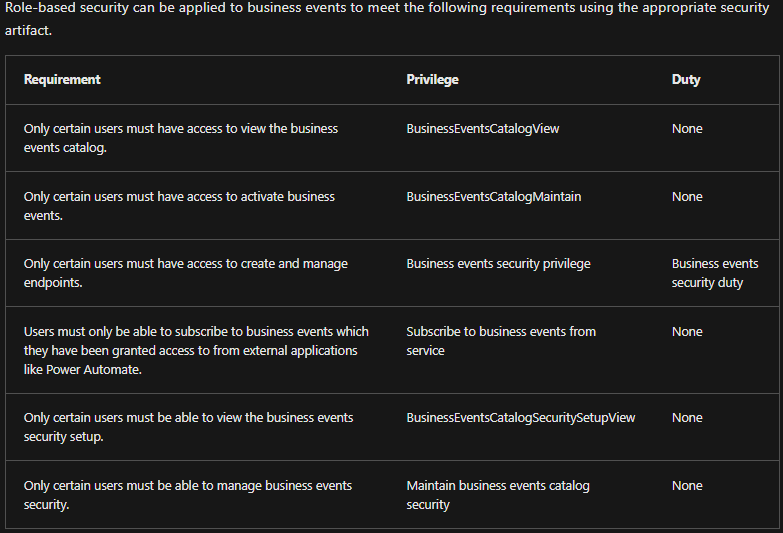 Role-based security can be applied to business events to meet the following requirements using the appropriate security
artifact.
Requirement Privilege Duty
Only certain users must have access to view the business
events catalog.
BusinessEventsCatalogView
None
Only certain users must have access to activate business
events.
BusinessEventsCatalogMaintain
None
Only certain users must have access to create and manage
endpoints.
Business events security privilege
Business events
security duty
Users must only be able to subscribe to business events which
they have been granted access to from external applications
like Power Automate.
Subscribe to business events from
service
None
Only certain users must be able to view the business events
security setup.
BusinessEventsCatalogSecuritySetupView
None
Only certain users must be able to manage business events
security.
Maintain business events catalog
security
None